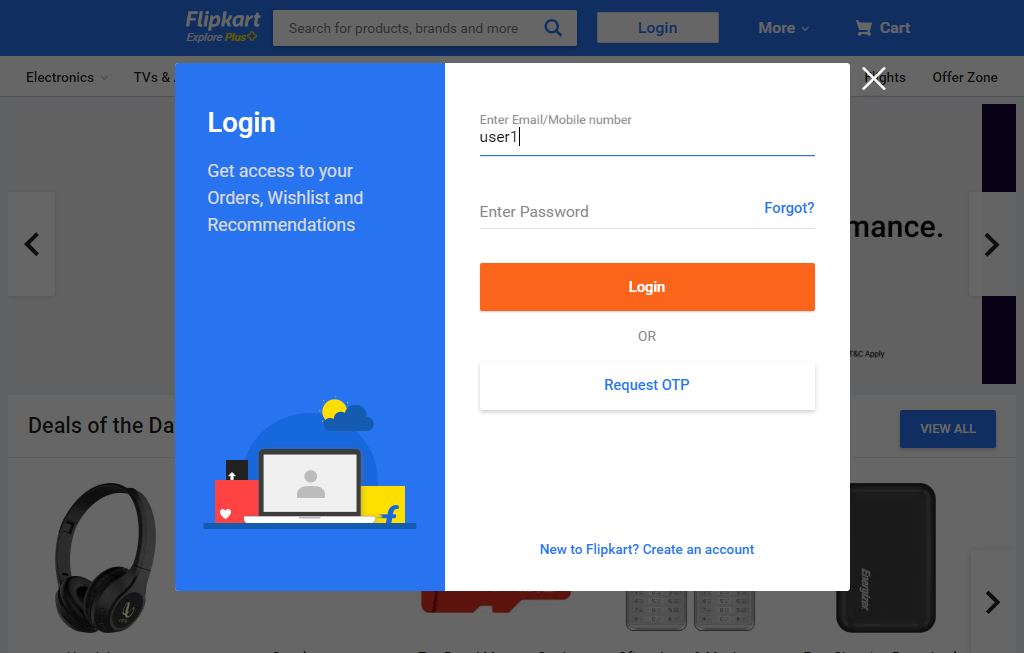 Flipkart
Explore Plus
Search for products, brands and more
Login
More
Cart
Electronics
TVs &
Flights
Offer Zone
Login
Get access to your
Orders, Wishlist and
Recommendations
Enter Email/Mobile number
user1
Enter Password
Forgot?
Login
OR
Request OTP
New to Flipkart? Create an account
mance.
T&C Apply
Deals of the Da
VIEW ALL
Energizer